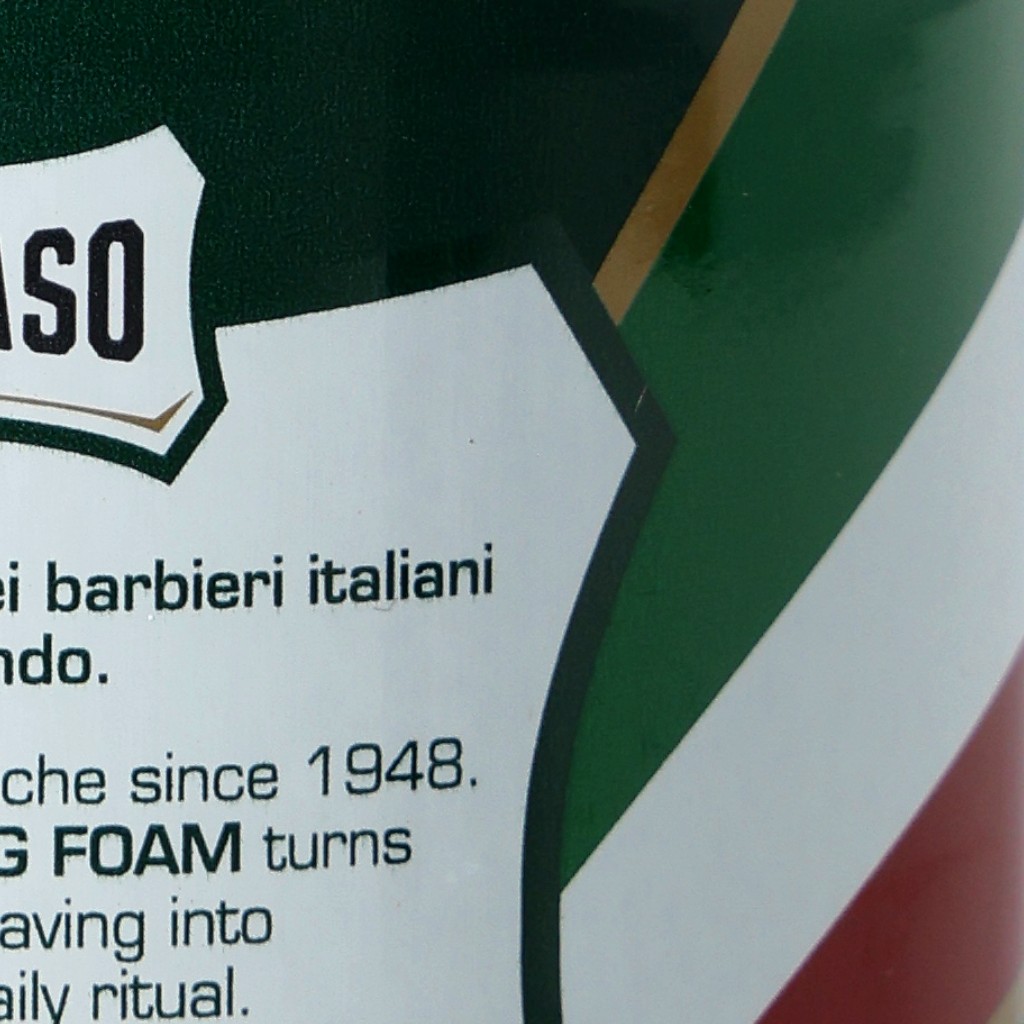 ASO
ei barbieri italiani
ndo.
che since 1948.
G FOAM turns
aving into
aily ritual.